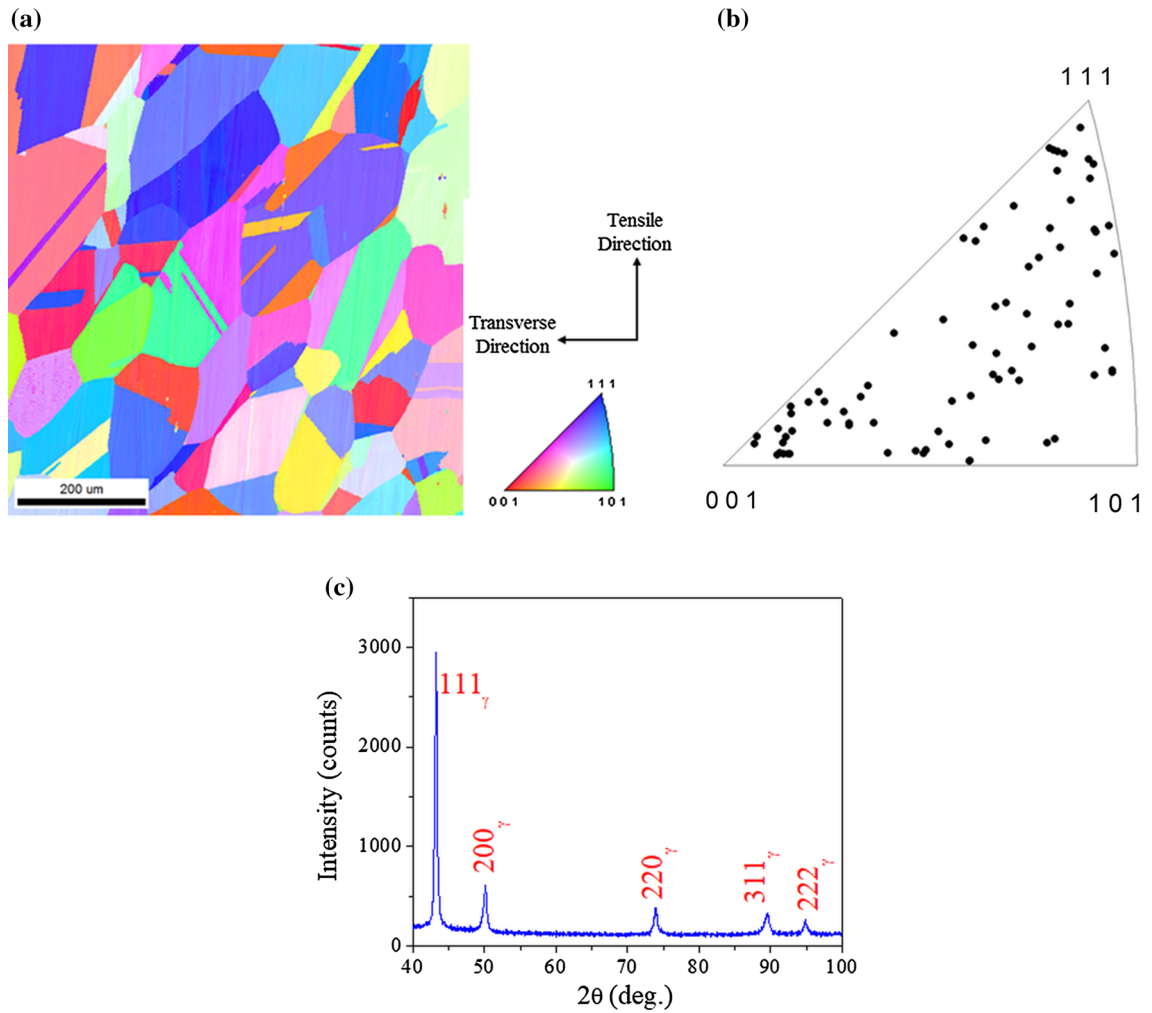 (a)
(b)
1 1 1
Tensile
Direction
Transverse
Direction
1 1 1
0 0 1
1 0 1
200 um
0 0 1
1 0 1
(c)
Intensity (counts)
3000
2000
1000
0
111γ
200γ
220γ
311γ
222γ
40 50 60 70 80 90 100
2θ (deg.)